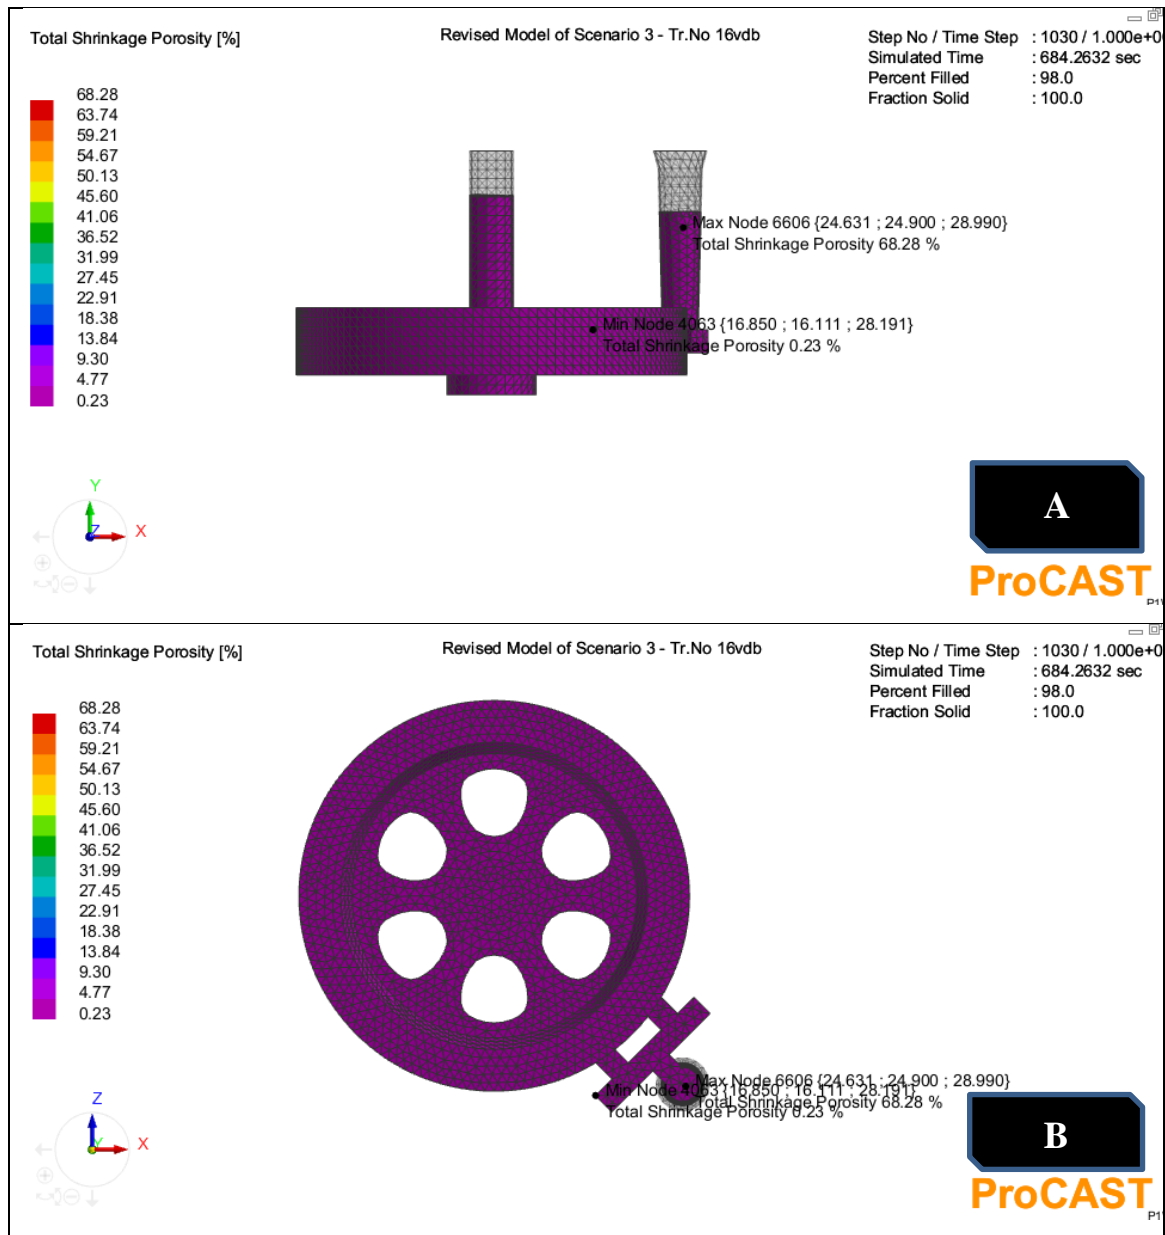 Total Shrinkage Porosity [%]
Revised Model of Scenario 3 - Tr.No 16vdb
Step No / Time Step : 1030 / 1.000e+0
Simulated Time : 684.2632 sec
Percent Filled : 98.0
Fraction Solid : 100.0
68.28
63.74
59.21
54.67
50.13
45.60
41.06
36.52
31.99
27.45
22.91
18.38
13.84
9.30
4.77
0.23
Max Node 6606 {24.631 ; 24.900 ; 28.990}
Total Shrinkage Porosity 68.28 %
Min Node 4063 {16.850 ; 16.111 ; 28.191}
Total Shrinkage Porosity 0.23 %
Y
Z
X
A
ProCAST
Total Shrinkage Porosity [%]
Revised Model of Scenario 3 - Tr.No 16vdb
Step No / Time Step : 1030 / 1.000e+0
Simulated Time : 684.2632 sec
Percent Filled : 98.0
Fraction Solid : 100.0
68.28
63.74
59.21
54.67
50.13
45.60
41.06
36.52
31.99
27.45
22.91
18.38
13.84
9.30
4.77
0.23
Max Node 6606 {24.631 ; 24.900 ; 28.990}
Min Node 4063 {16.850 ; 16.111 ; 28.191}
Total Shrinkage Porosity 68.28 %
Total Shrinkage Porosity 0.23 %
Z
Y
X
B
ProCAST